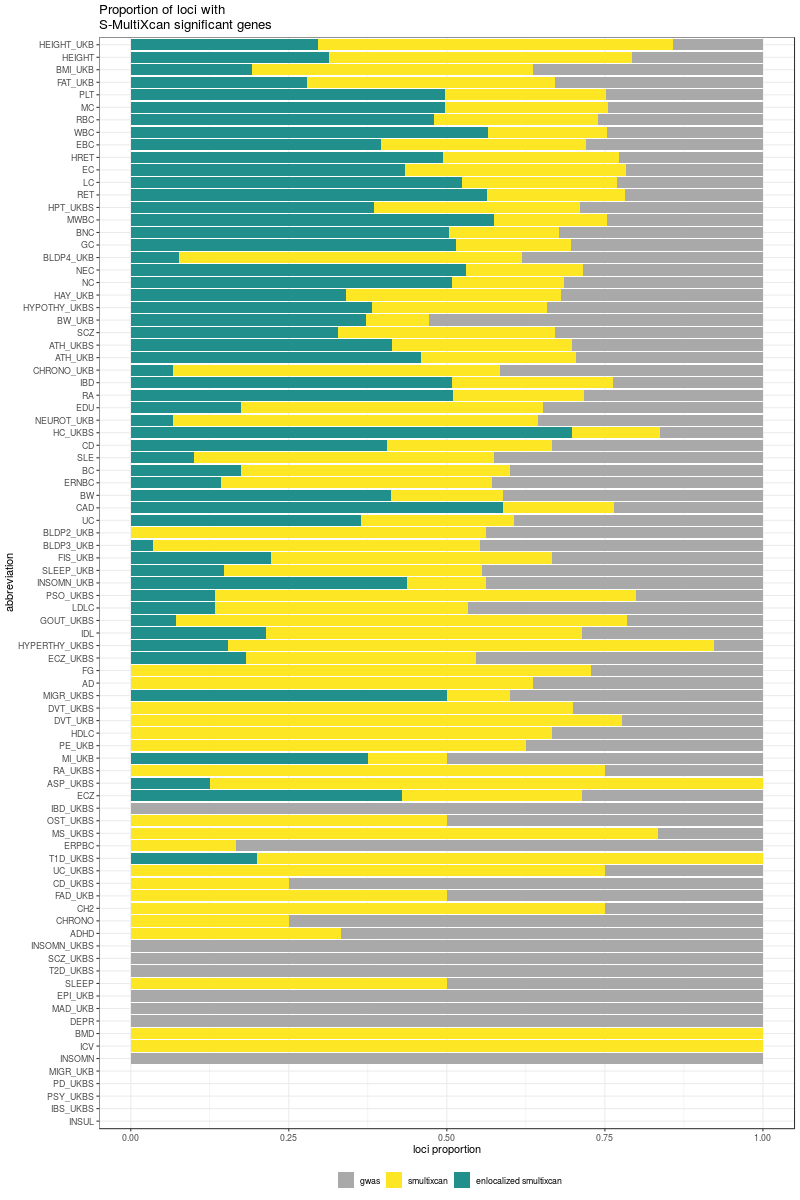 Proportion of loci with
S-MultiXcan significant genes
HEIGHT_UKB
HEIGHT
BMI_UKB
FAT_UKB
PLT
MC
RBC
WBC
EBC
HRET
EC
LC
RET
HPT_UKBS
MWBC
BNC
GC
BLDP4_UKB
NEC
NC
HAY_UKB
HYPOTHY_UKBS
BW_UKB
SCZ
ATH_UKBS
ATH_UKB
CHRONO_UKB
IBD
RA
EDU
NEUROT_UKB
HC_UKBS
CD
SLE
BC
ERNBC
BW
CAD
UC
BLDP2_UKB
BLDP3_UKB
FIS_UKB
SLEEP_UKB
INSOMN_UKB
PSO_UKBS
LDLC
GOUT_UKBS
IDL
HYPERTHY_UKBS
ECZ_UKBS
FG
AD
MIGR_UKBS
DVT_UKBS
DVT_UKB
HDLC
PE_UKB
MI_UKB
RA_UKBS
ASP_UKBS
ECZ
IBD_UKBS
OST_UKBS
MS_UKBS
ERPBC
T1D_UKBS
UC_UKBS
CD_UKBS
FAD_UKB
CH2
CHRONO
ADHD
INSOMN_UKBS
SCZ_UKBS
T2D_UKBS
SLEEP
EPI_UKB
MAD_UKB
DEPR
BMD
ICV
INSOMN
MIGR_UKB
PD_UKBS
PSY_UKBS
IBS_UKBS
INSUL
abbreviation
0.00 0.25 0.50 0.75 1.00
loci proportion
gwas smultixcan enlocalized smultixcan